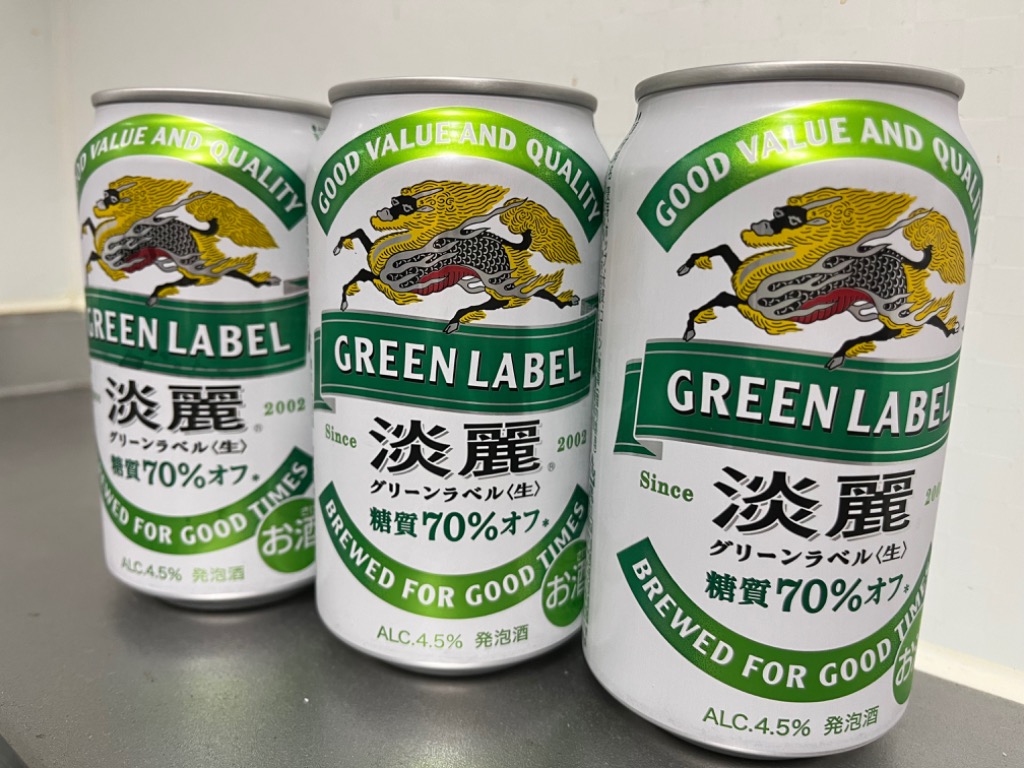 GOOD VALUE AND QUALITY
GREEN LABEL
淡麗®
2002
グリーンラベル〈生〉
糖質70%オフ*
BREWED FOR GOOD TIMES
お酒
ALC.4.5% 発泡酒
GOOD VALUE AND QUALITY
GREEN LABEL
Since
淡麗®
2002
グリーンラベル〈生〉
糖質70%オフ*
BREWED FOR GOOD TIMES
お酒
ALC.4.5% 発泡酒
GOOD VALUE AND QUALITY
GREEN LABEL
Since
淡麗
グリーンラベル〈生〉
糖質70%オフ*
BREWED FOR GOOD TIMES
ALC.4.5% 発泡酒